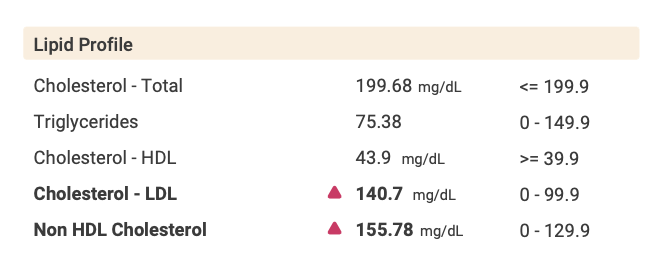 Lipid Profile
Cholesterol - Total 199.68 mg/dL <= 199.9
Triglycerides 75.38 0 - 149.9
Cholesterol - HDL 43.9 mg/dL >= 39.9
Cholesterol - LDL 140.7 mg/dL 0 - 99.9
Non HDL Cholesterol 155.78 mg/dL 0 - 129.9